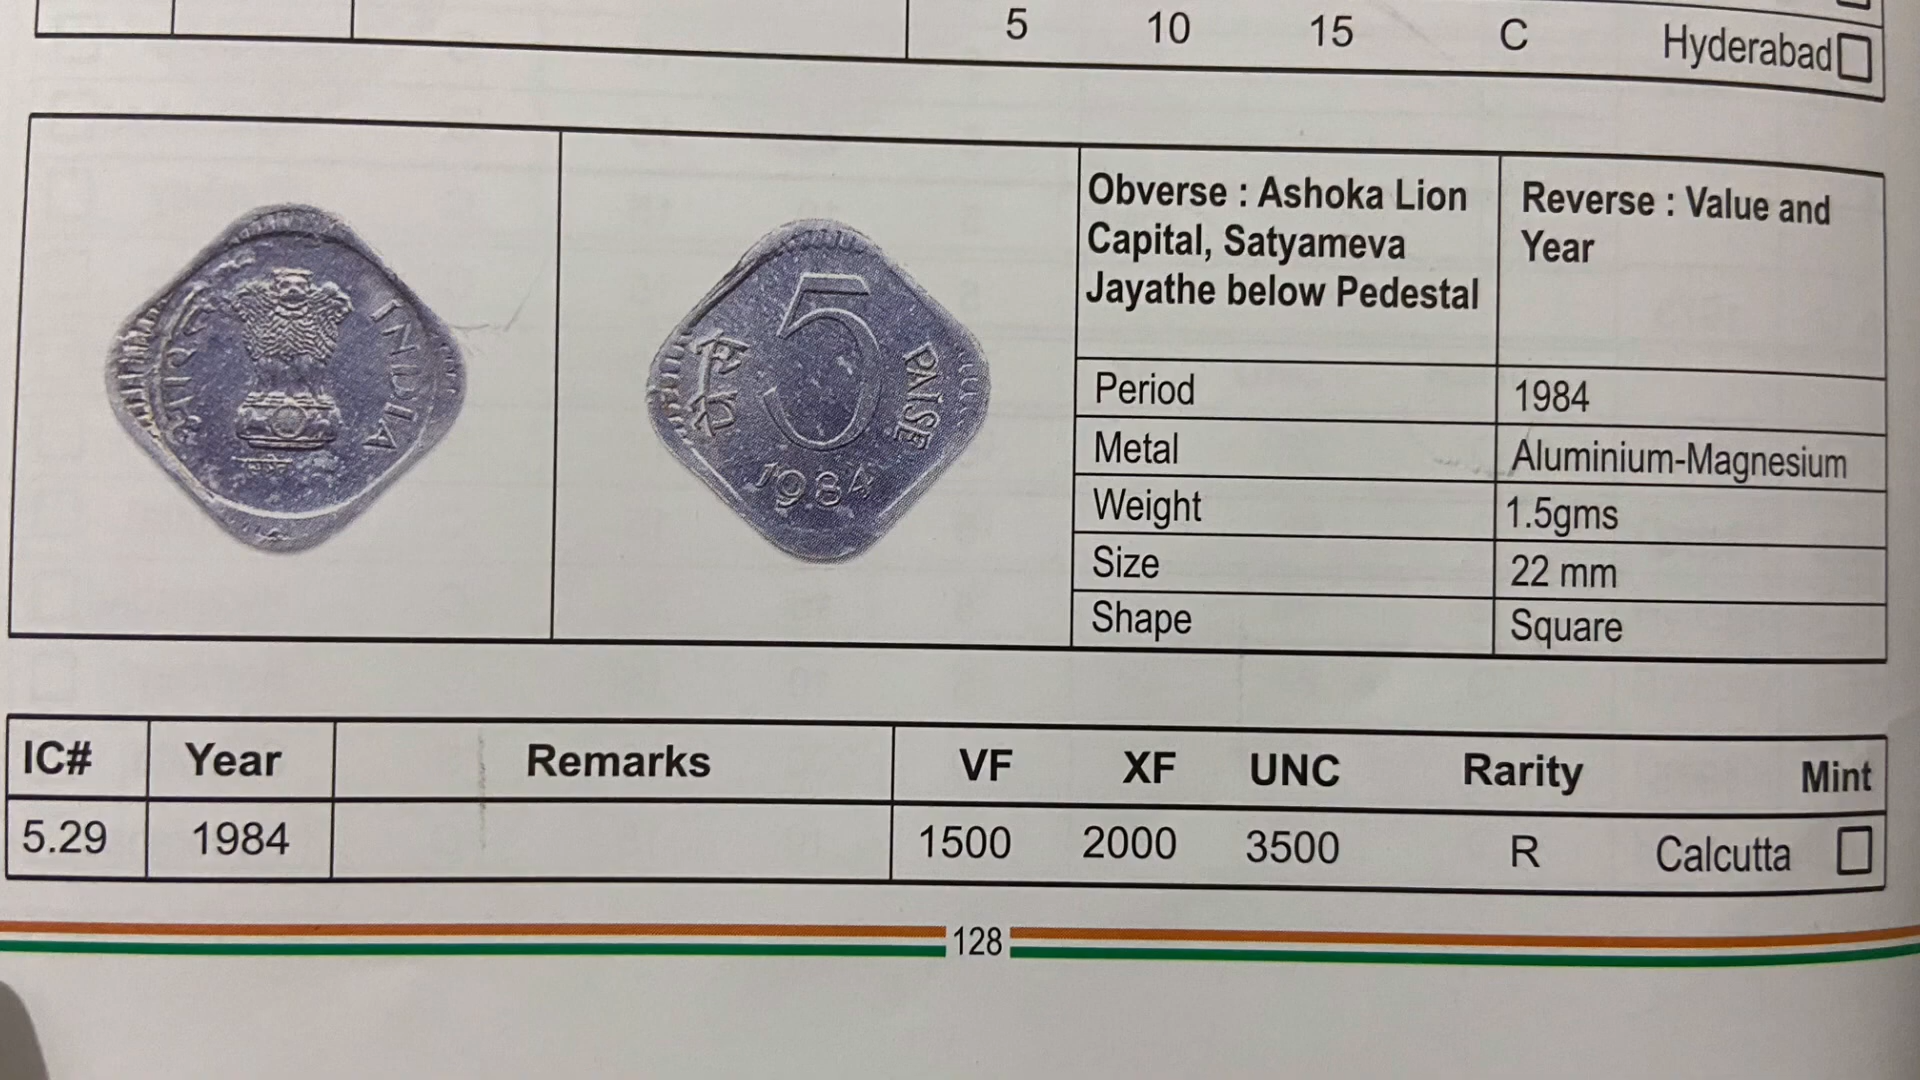 5 10 15 C Hyderabad
Obverse : Ashoka Lion
Capital, Satyameva
Jayathe below Pedestal
Reverse : Value and
Year
INDIA
5
PAISE
1984
Period 1984
Metal Aluminium-Magnesium
Weight 1.5gms
Size 22 mm
Shape Square
IC# Year Remarks VF XF UNC Rarity Mint
5.29 1984 1500 2000 3500 R Calcutta
128